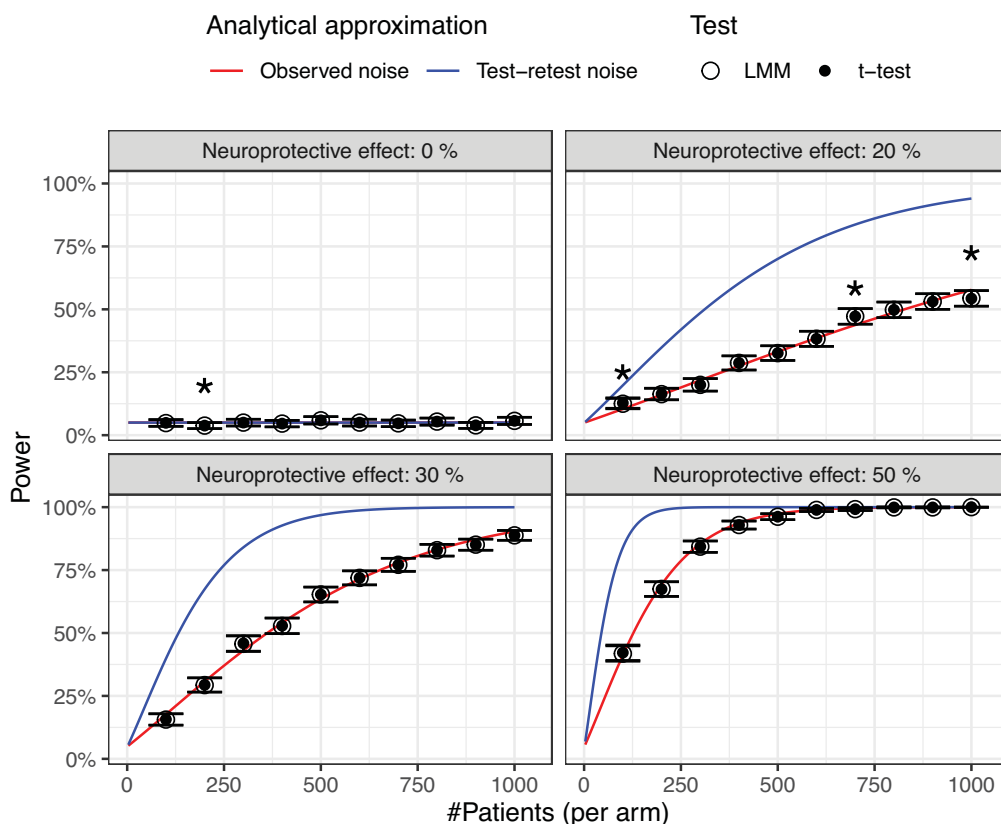 Analytical approximation Test
Observed noise Test−retest noise LMM t−test
Neuroprotective effect: 0 % Neuroprotective effect: 20 %
100%
75%
50%
25%
0%
* * * *
Neuroprotective effect: 30 % Neuroprotective effect: 50 %
100%
75%
50%
25%
0%
Power
0 250 500 750 1000 0 250 500 750 1000
#Patients (per arm)